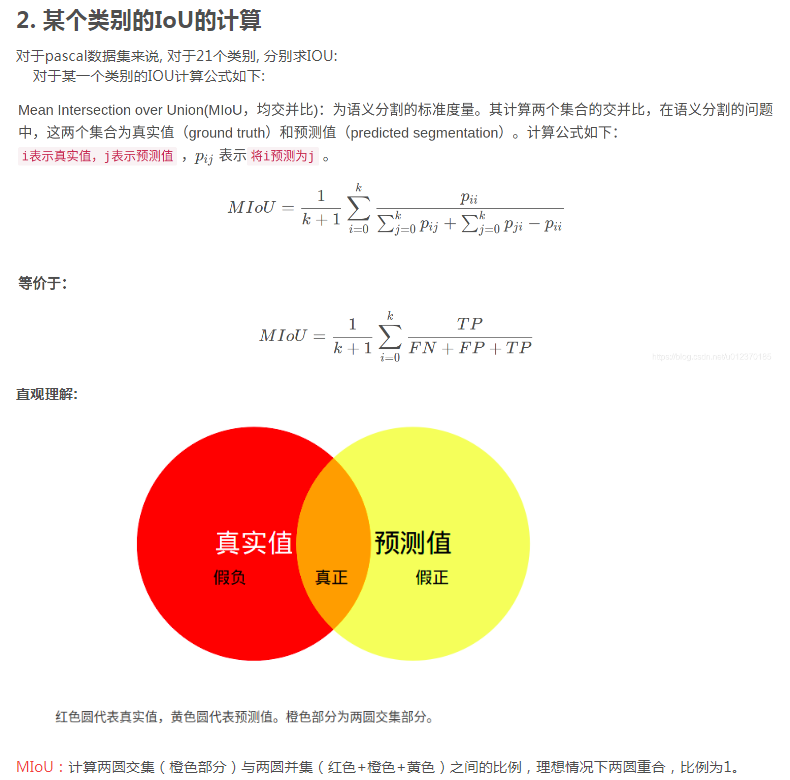 2. 某个类别的IoU的计算
对于pascal数据集来说, 对于21个类别, 分别求IOU:
对于某一个类别的IOU计算公式如下:
Mean Intersection over Union(MIoU，均交并比)：为语义分割的标准度量。其计算两个集合的交并比，在语义分割的问题
中，这两个集合为真实值（ground truth）和预测值（predicted segmentation）。计算公式如下：
i表示真实值，j表示预测值 ，p_{ij} 表示 将i预测为j 。
MIoU = \frac{1}{k+1} \sum_{i=0}^{k} \frac{p_{ii}}{\sum_{j=0}^{k} p_{ij} + \sum_{j=0}^{k} p_{ji} - p_{ii}}
等价于：
MIoU = \frac{1}{k+1} \sum_{i=0}^{k} \frac{TP}{FN + FP + TP}
直观理解:
真实值 预测值
假负 真正 假正
红色圆代表真实值，黄色圆代表预测值。橙色部分为两圆交集部分。
MIoU：计算两圆交集（橙色部分）与两圆并集（红色+橙色+黄色）之间的比例，理想情况下两圆重合，比例为1。